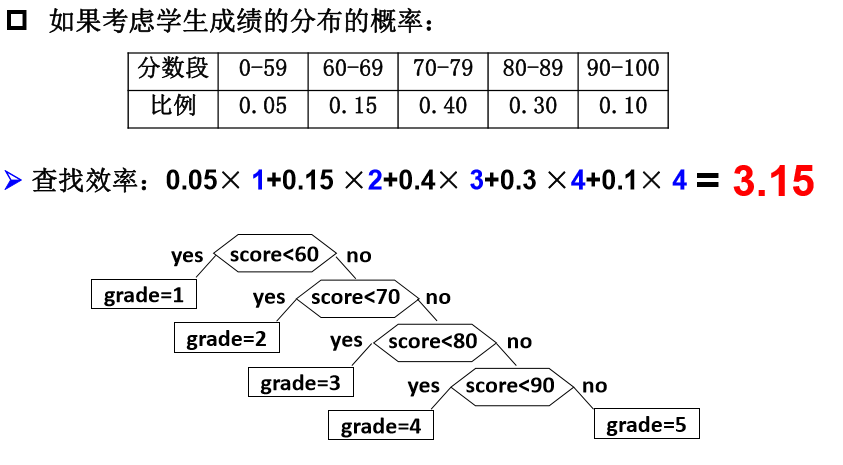 如果考虑学生成绩的分布的概率：
分数段 0-59 60-69 70-79 80-89 90-100
比例 0.05 0.15 0.40 0.30 0.10
查找效率：0.05× 1+0.15 ×2+0.4× 3+0.3 ×4+0.1× 4 = 3.15
yes score<60 no
grade=1 yes score<70 no
grade=2 yes score<80 no
grade=3 yes score<90 no
grade=4 grade=5